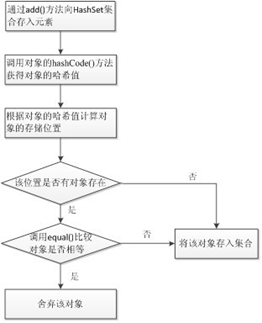 通过add()方法向HashSet集
合存入元素
调用对象的hashCode()方法
获得对象的哈希值
根据对象的哈希值计算对
象的存储位置
该位置是否有对象存在
否
是
调用equal()比较
对象是否相等
否
将该对象存入集合
是
舍弃该对象